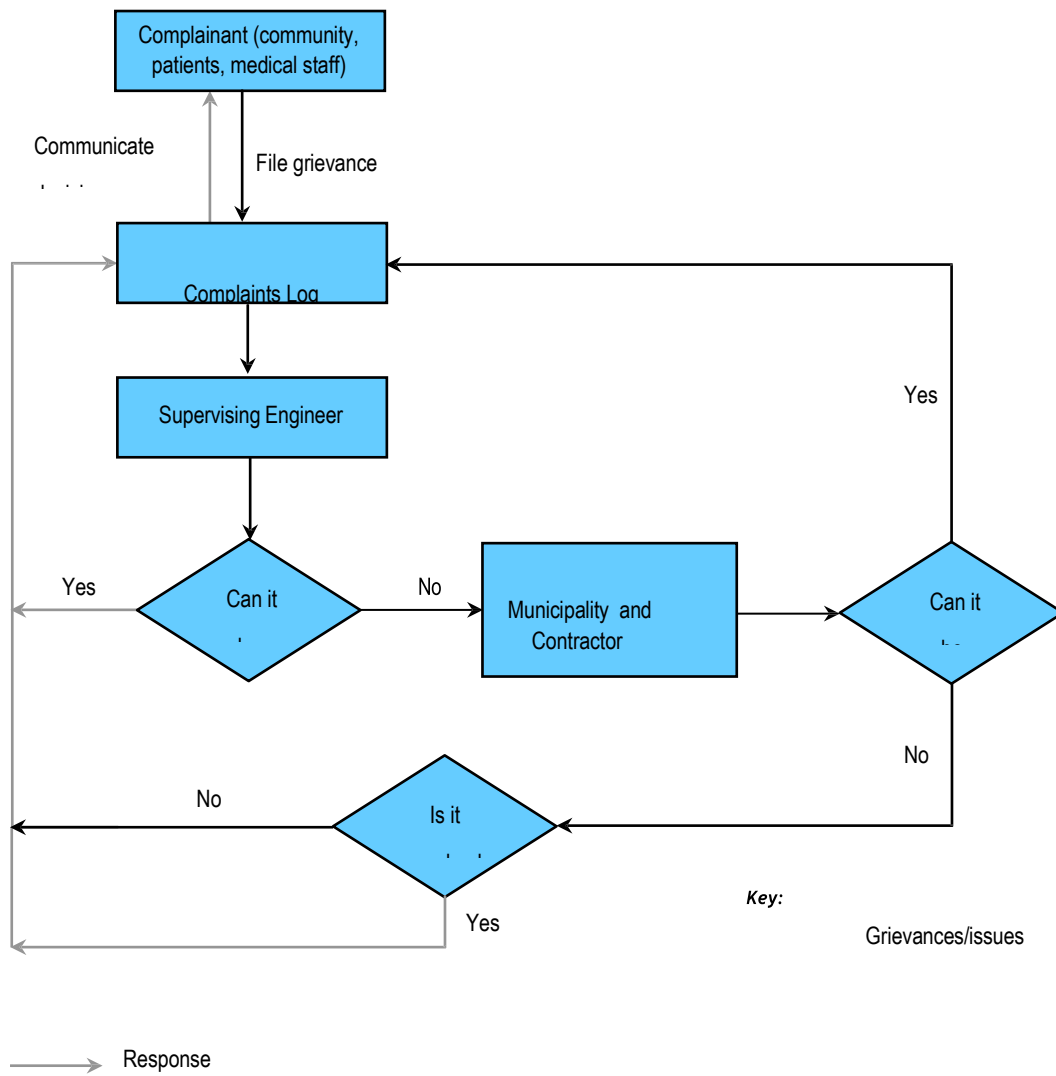 Complainant (community,
patients, medical staff)
Communicate
File grievance
Complaints Log
Yes
Supervising Engineer
Yes
Can it
No
Municipality and
Contractor
Can it
No
No
Is it
Yes
Key:
Grievances/issues
Response